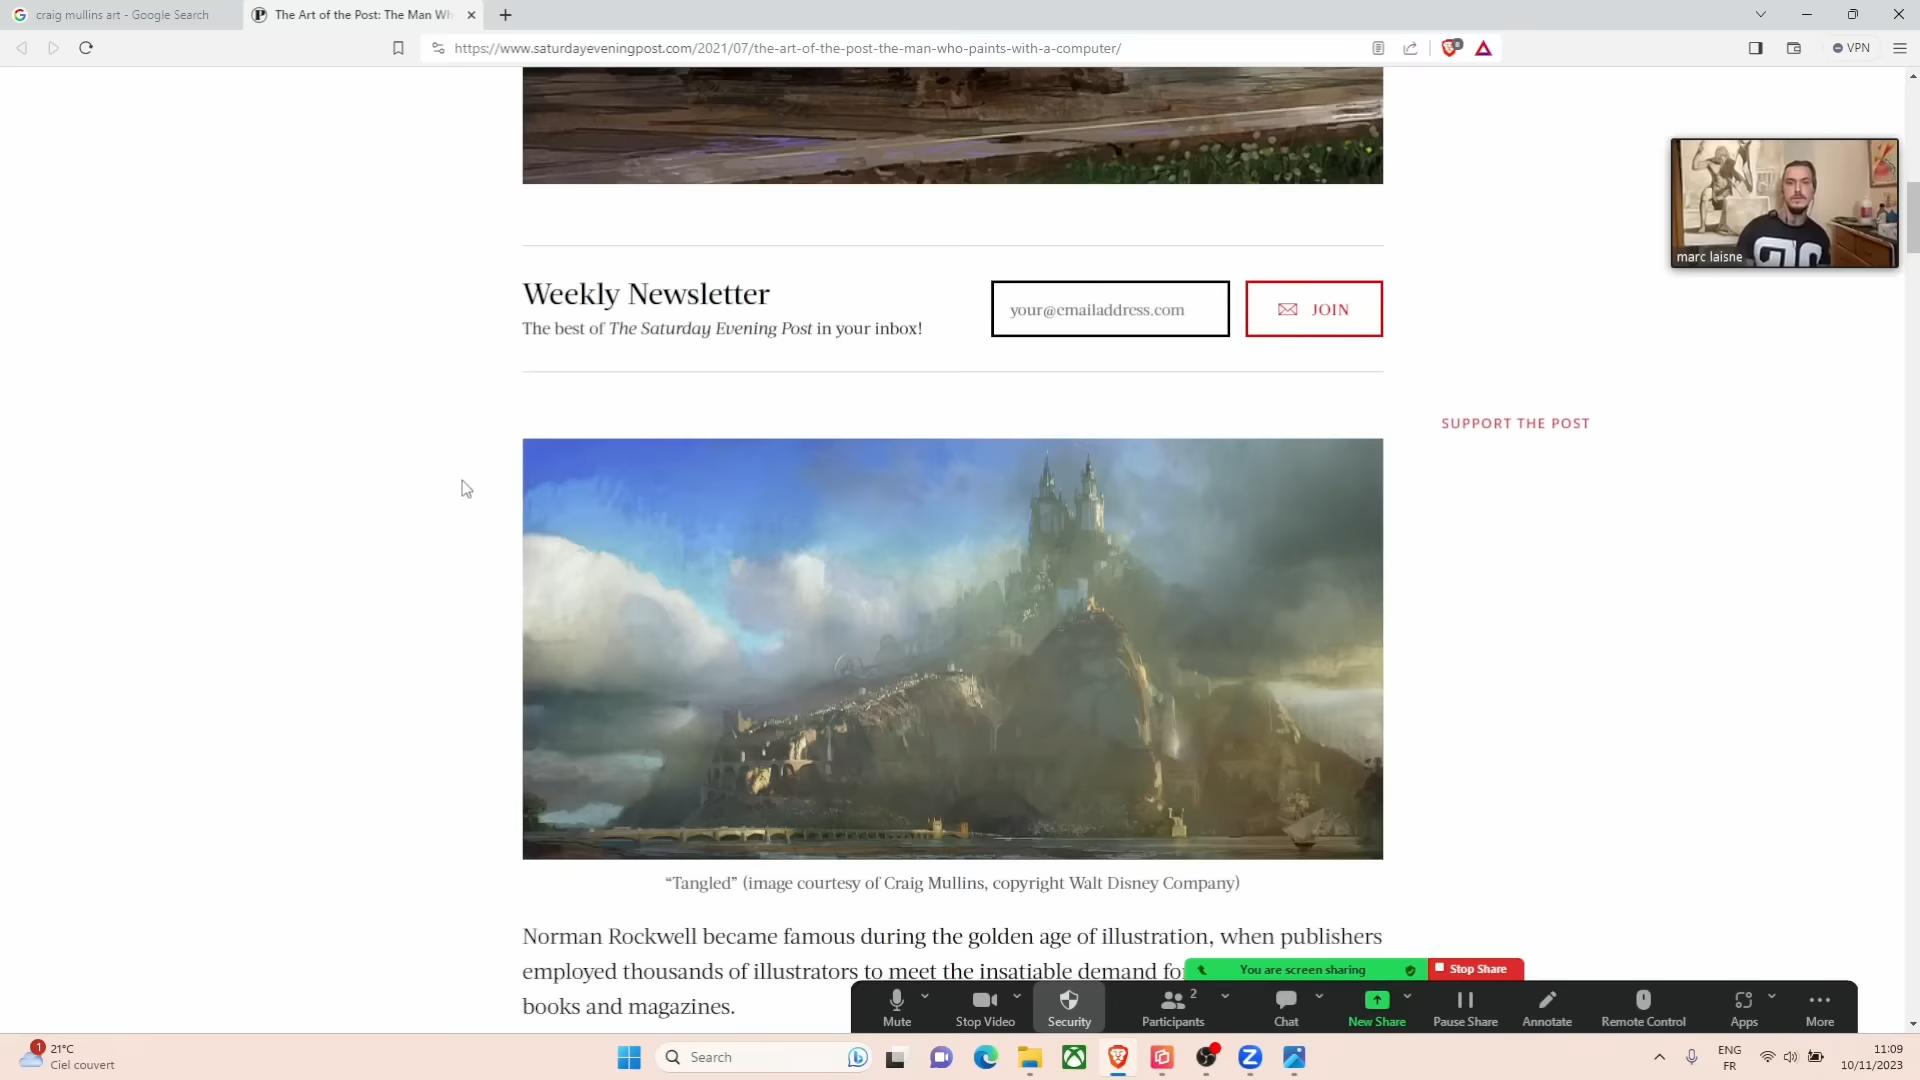 craig mullins art - Google Search
The Art of the Post: The Man Wh
https://www.saturdayeveningpost.com/2021/07/the-art-of-the-post-the-man-who-paints-with-a-computer/
VPN
marc laisne
Weekly Newsletter
The best of The Saturday Evening Post in your inbox!
your@emailaddress.com
JOIN
SUPPORT THE POST
“Tangled” (image courtesy of Craig Mullins, copyright Walt Disney Company)
Norman Rockwell became famous during the golden age of illustration, when publishers
employed thousands of illustrators to meet the insatiable demand fo
books and magazines.
You are screen sharing
Stop Share
2
Mute
Stop Video
Security
Participants
Chat
New Share
Pause Share
Annotate
Remote Control
Apps
More
1
21°C
Ciel couvert
Search
ENG
FR
11:09
10/11/2023